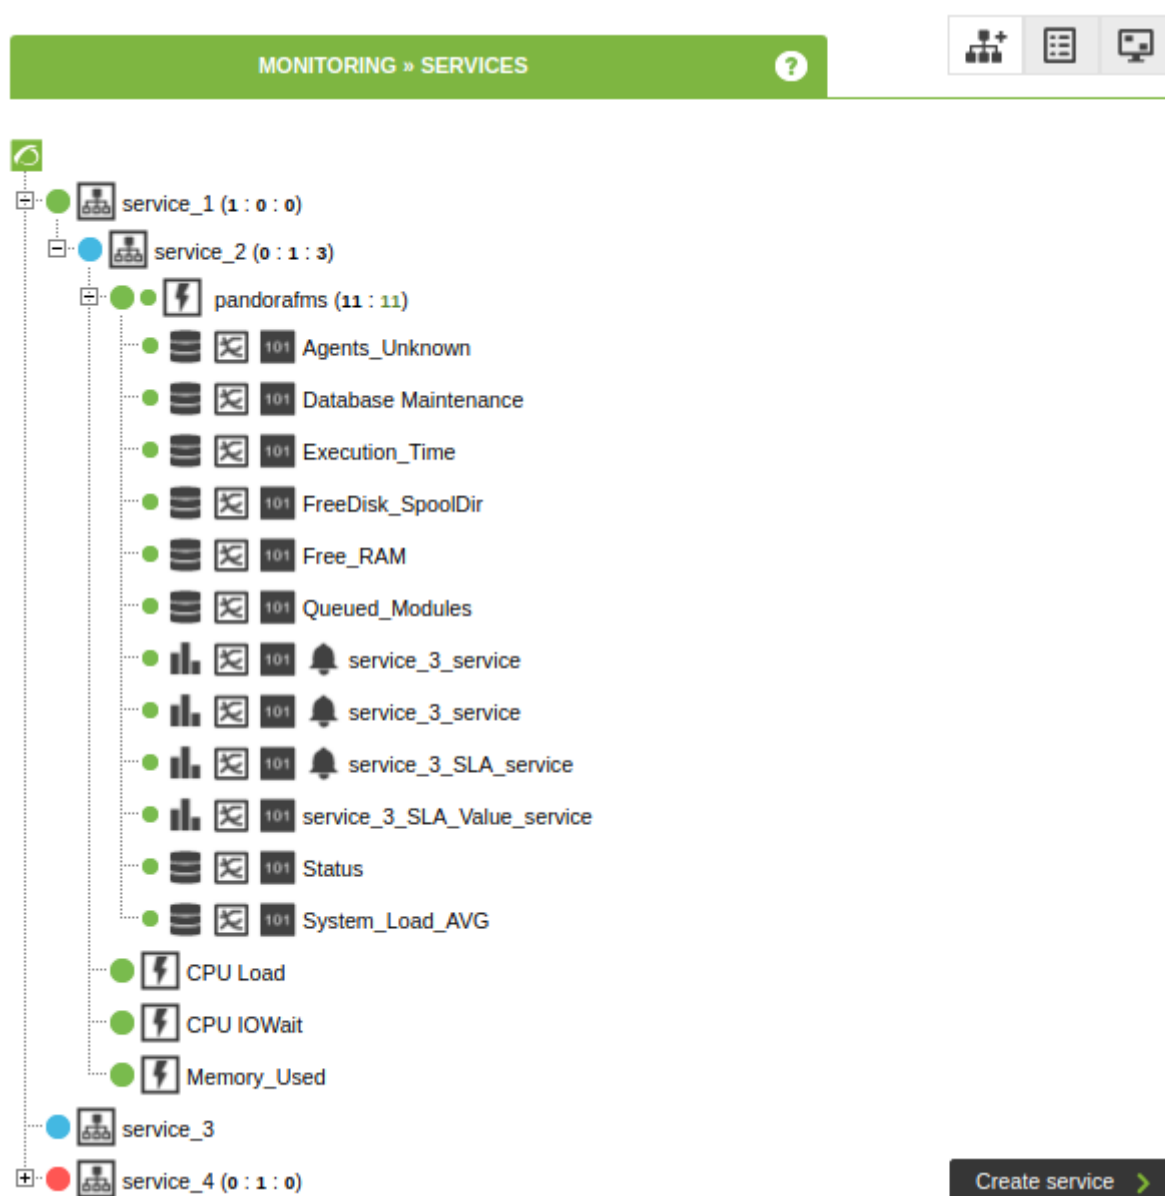 MONITORING » SERVICES ?
service_1 (1 : 0 : 0)
service_2 (0 : 1 : 3)
pandorafms (11 : 11)
101 Agents_Unknown
101 Database Maintenance
101 Execution_Time
101 FreeDisk_SpoolDir
101 Free_RAM
101 Queued_Modules
101 service_3_service
101 service_3_service
101 service_3_SLA_service
101 service_3_SLA_Value_service
101 Status
101 System_Load_AVG
CPU Load
CPU IOWait
Memory_Used
service_3
service_4 (0 : 1 : 0)
Create service